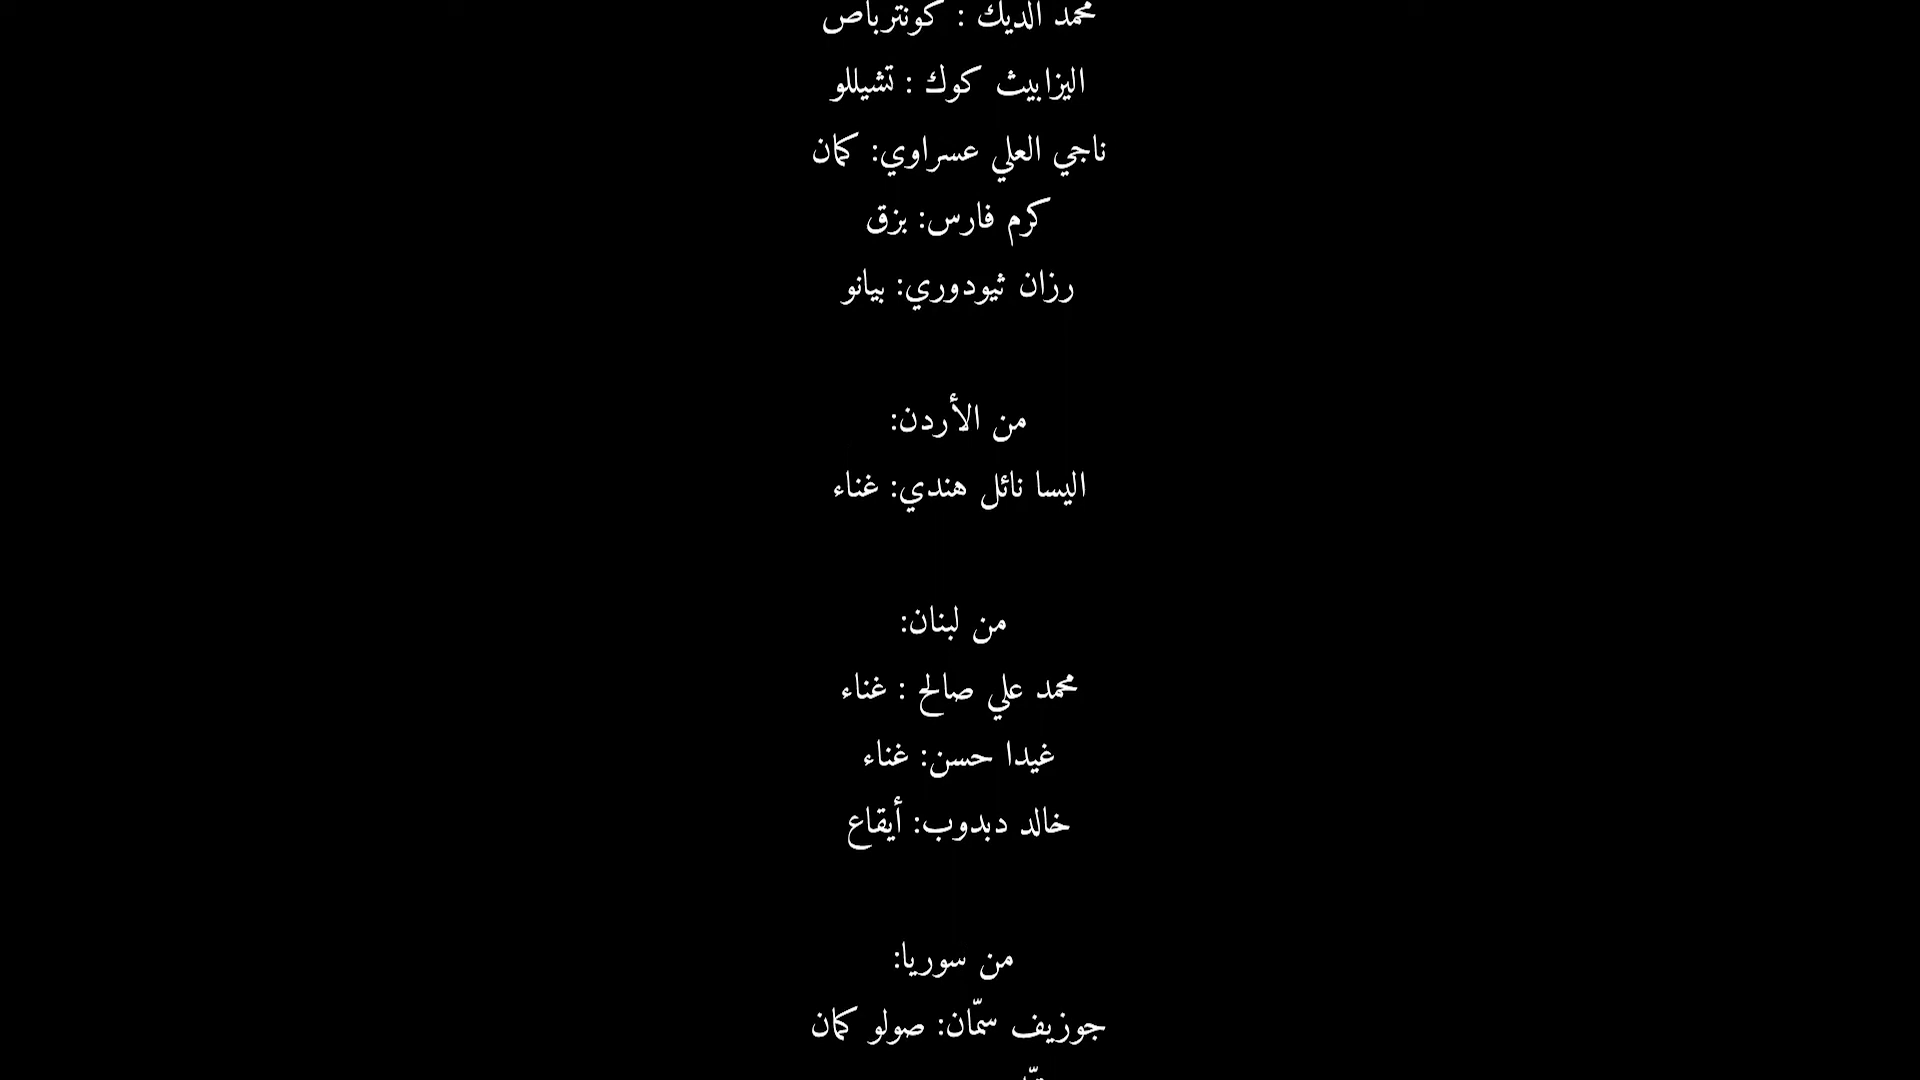 محمد الديك : كونترباص
اليزابيث كوك : تشيللو
ناجي العلي عسراوي: كمان
كرم فارس: بزق
رزان ثيودوري: بيانو
من الأردن:
اليسا نائل هندي: غناء
من لبنان:
محمد علي صالح : غناء
غيدا حسن: غناء
خالد دبدوب: أيقاع
من سوريا:
جوزيف سمّان: صولو كمان